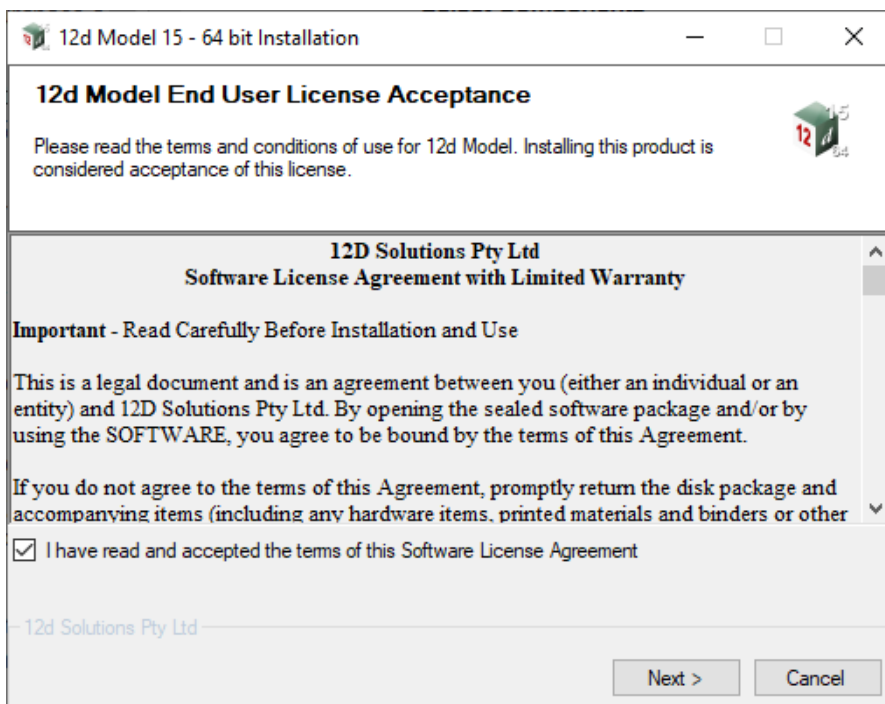 12d Model 15 - 64 bit Installation
12d Model End User License Acceptance
Please read the terms and conditions of use for 12d Model. Installing this product is
considered acceptance of this license.
15
12 d
64
12D Solutions Pty Ltd
Software License Agreement with Limited Warranty
Important - Read Carefully Before Installation and Use
This is a legal document and is an agreement between you (either an individual or an
entity) and 12D Solutions Pty Ltd. By opening the sealed software package and/or by
using the SOFTWARE, you agree to be bound by the terms of this Agreement.
If you do not agree to the terms of this Agreement, promptly return the disk package and
accompanying items (including any hardware items, printed materials and binders or other
I have read and accepted the terms of this Software License Agreement
12d Solutions Pty Ltd
Next >
Cancel